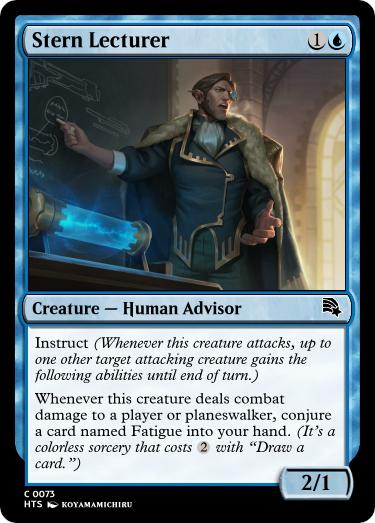 Stern Lecturer 1
Creature — Human Advisor
Instruct (Whenever this creature attacks, up to
one other target attacking creature gains the
following abilities until end of turn.)
Whenever this creature deals combat
damage to a player or planeswalker, conjure
a card named Fatigue into your hand. (It's a
colorless sorcery that costs 2 with “Draw a
card.”)
2/1
C 0073
HTS KOYAMAMICHIRU